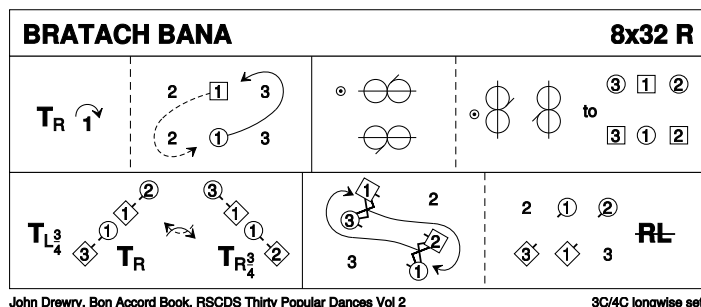 BRATACH BANA 8x32 R
TR 1 2 1 3 to 3 1 2
2 1 3 3 1 2
TL3/4 3 1 1 2 TR 3 1 1 2 TR3/4 1 3 2 1 2 3 2 1 2 3 1 3 RL
John Drewry, Bon Accord Book, RSCDS Thirty Popular Dances Vol 2 3C/4C longwise set